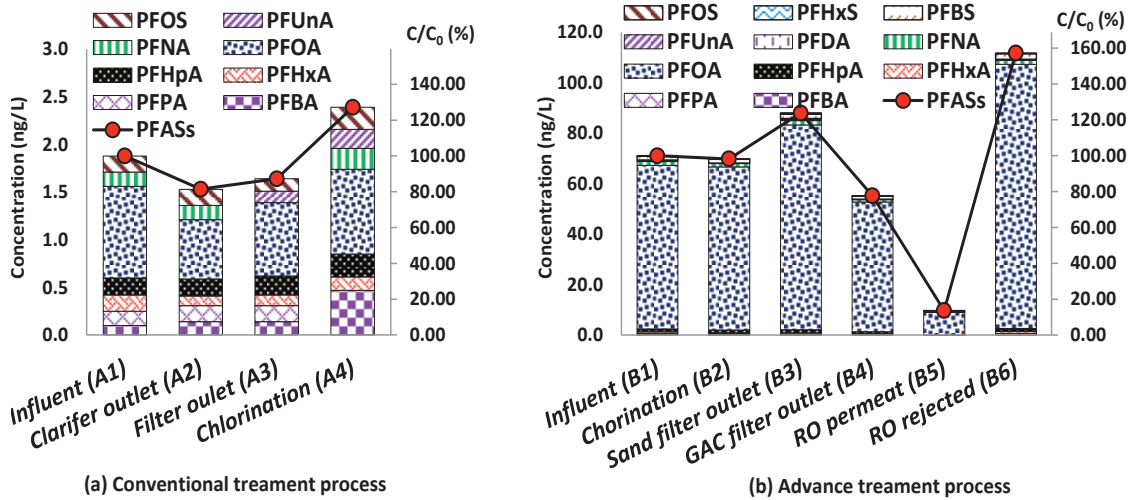 PFOS PFUnA
PFNA PFOA
PFHpA PFHxA
PFPA PFBA
PFASs
C/C0 (%)
Concentration (ng/L)
3.0
2.5
2.0
1.5
1.0
0.5
0.0
140.00
120.00
100.00
80.00
60.00
40.00
20.00
0.00
Influent (A1)
Clarifer outlet (A2)
Filter oulet (A3)
Chlorination (A4)
(a) Conventional treament process
PFOS PFHxS PFBS
PFUnA PFDA PFNA
PFOA PFHpA PFHxA
PFPA PFBA PFASs
C/C0 (%)
Concentration (ng/L)
120.0
100.0
80.0
60.0
40.0
20.0
0.0
160.00
140.00
120.00
100.00
80.00
60.00
40.00
20.00
0.00
Influent (B1)
Chorination (B2)
Sand filter outlet (B3)
GAC filter outlet (B4)
RO permeat (B5)
RO rejected (B6)
(b) Advance treament process